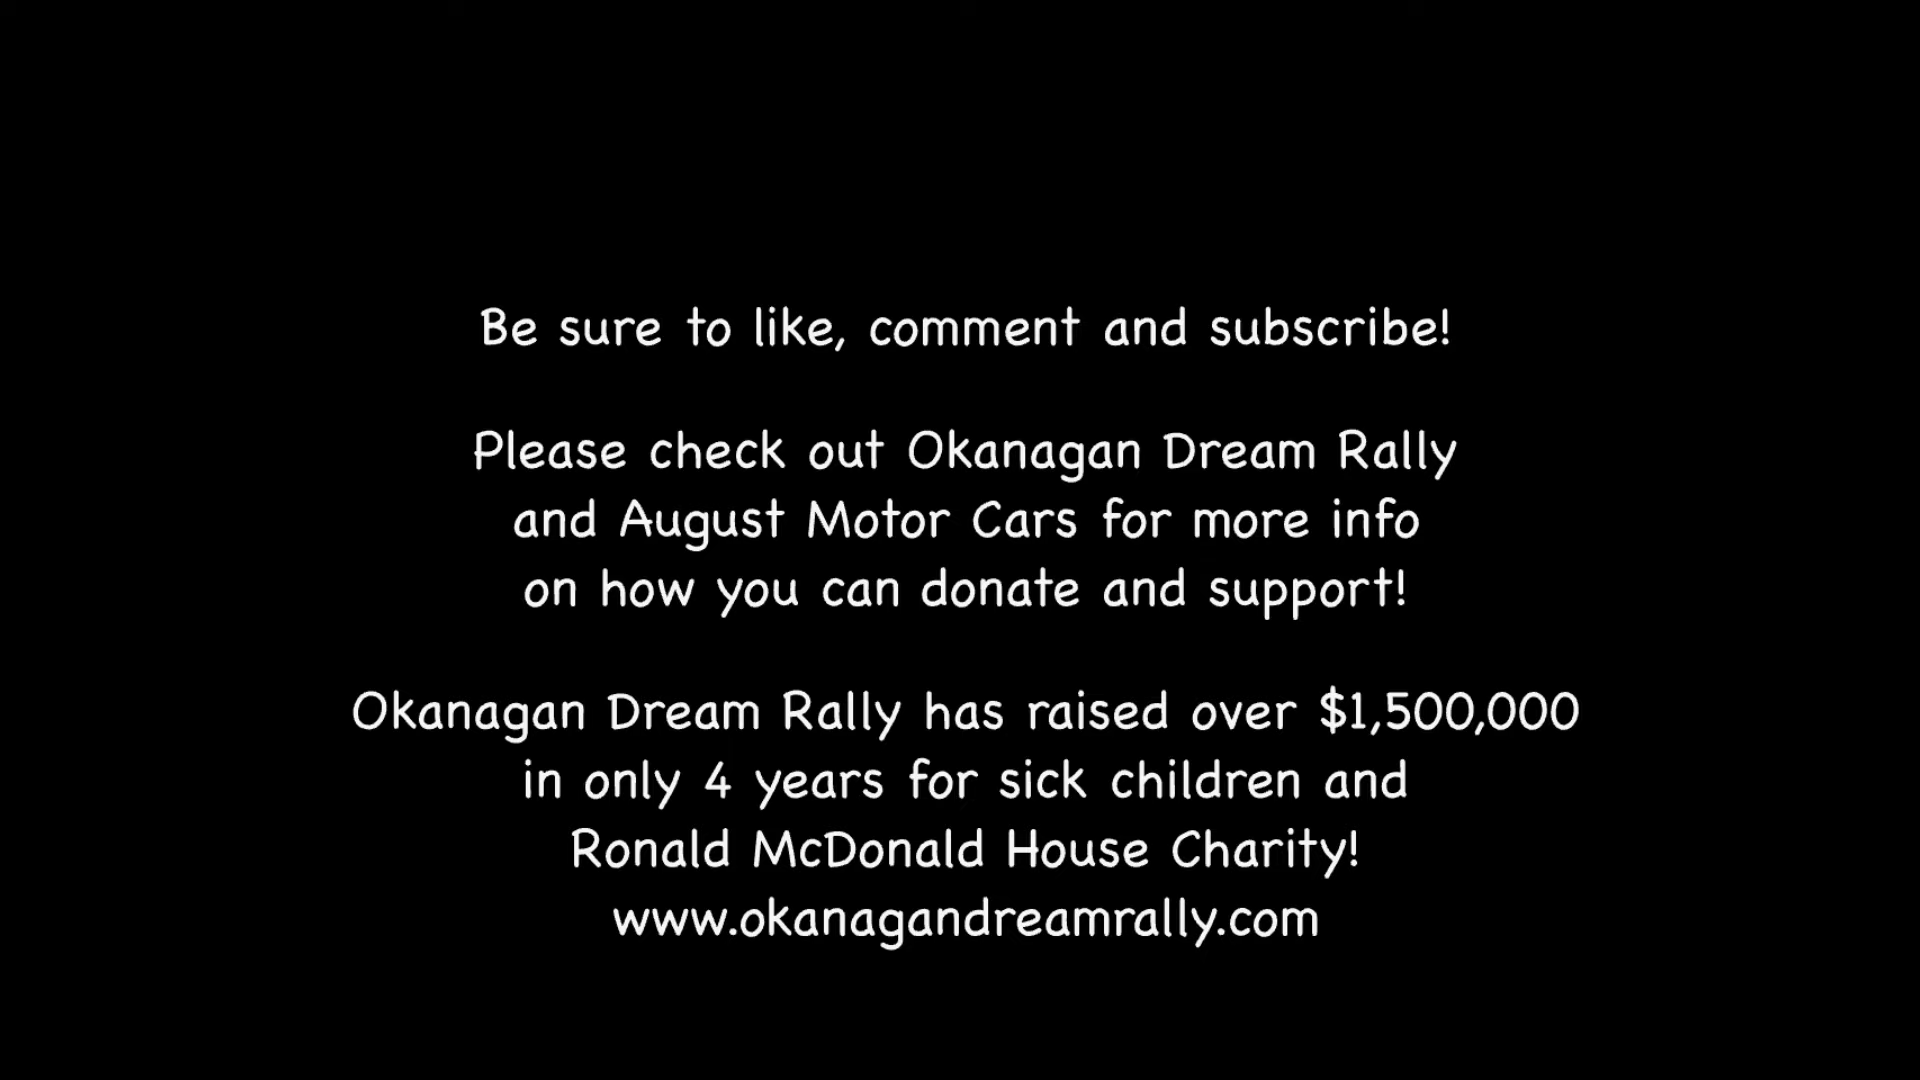 Be sure to like, comment and subscribe!
Please check out Okanagan Dream Rally
and August Motor Cars for more info
on how you can donate and support!
Okanagan Dream Rally has raised over $1,500,000
in only 4 years for sick children and
Ronald McDonald House Charity!
www.okanagandreamrally.com